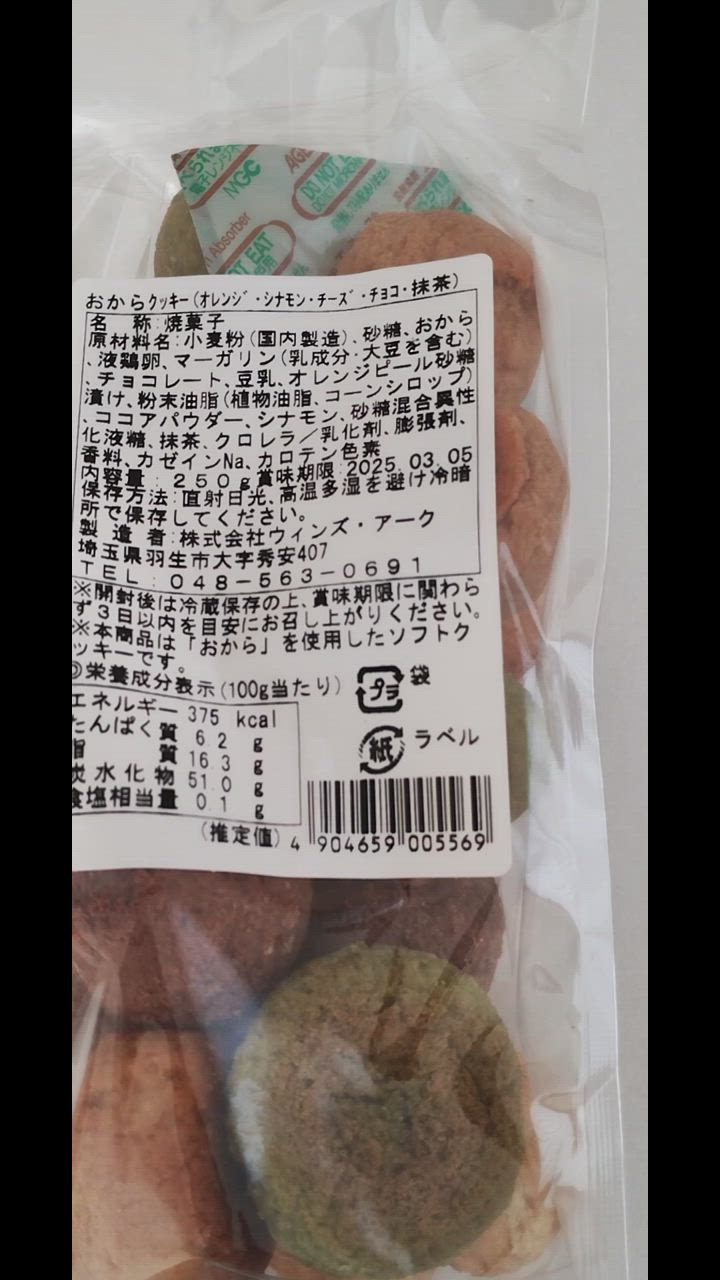 べられま
電子レンジ
MGC
AGE
DO NOT EAT
DO NOT MICROW
n Absorber
NOT EAT
おからクッキー(オレンジ・シナモン・チーズ・チョコ・抹茶)
名 称:焼菓子
原材料名:小麦粉(国内製造)、砂糖、おから
、液鶏卵、マーガリン(乳成分・大豆を含む)
、チョコレート、豆乳、オレンジピール砂糖
漬け、粉末油脂(植物油脂、コーンシロップ)
、ココアパウダー、シナモン、砂糖混合異性
化液糖、抹茶、クロレラ/乳化剤、膨張剤、
香料、カゼインNa、カロテン色素
内容量:250g賞味期限:2025.03.05
保存方法:直射日光、高温多湿を避け冷暗
所で保存してください。
製 造 者:株式会社ウィンズ・アーク
埼玉県羽生市大字秀安407
TEL:048-563-0691
※開封後は冷蔵保存の上、賞味期限に関わら
ず3日以内を目安にお召し上がりください。
※本商品は「おから」を使用したソフトク
ッキーです。
◎栄養成分表示(100g当たり)
エネルギー 375 kcal
たんぱく質 6.2 g
脂 質 16.3 g
炭水化物 51.0 g
食塩相当量 0.1 g
(推定値)
プラ 袋
紙 ラベル
4 904659 005569